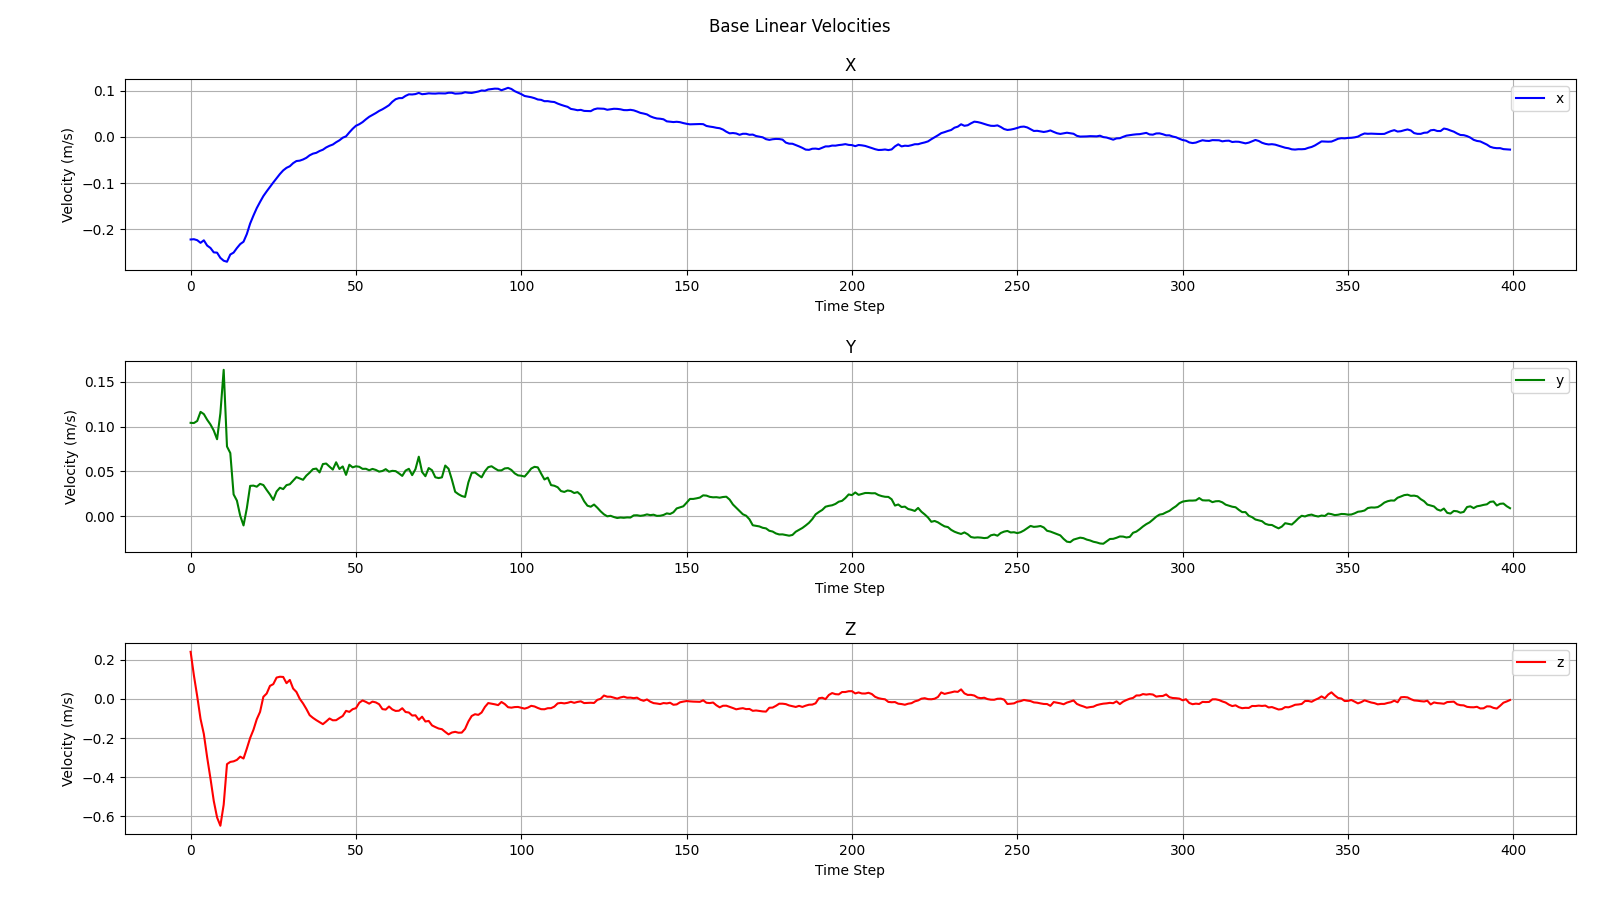 Base Linear Velocities
X
Velocity (m/s)
0.1
0.0
−0.1
−0.2
x
0 50 100 150 200 250 300 350 400
Time Step
Y
Velocity (m/s)
0.15
0.10
0.05
0.00
y
0 50 100 150 200 250 300 350 400
Time Step
Z
Velocity (m/s)
0.2
0.0
−0.2
−0.4
−0.6
z
0 50 100 150 200 250 300 350 400
Time Step